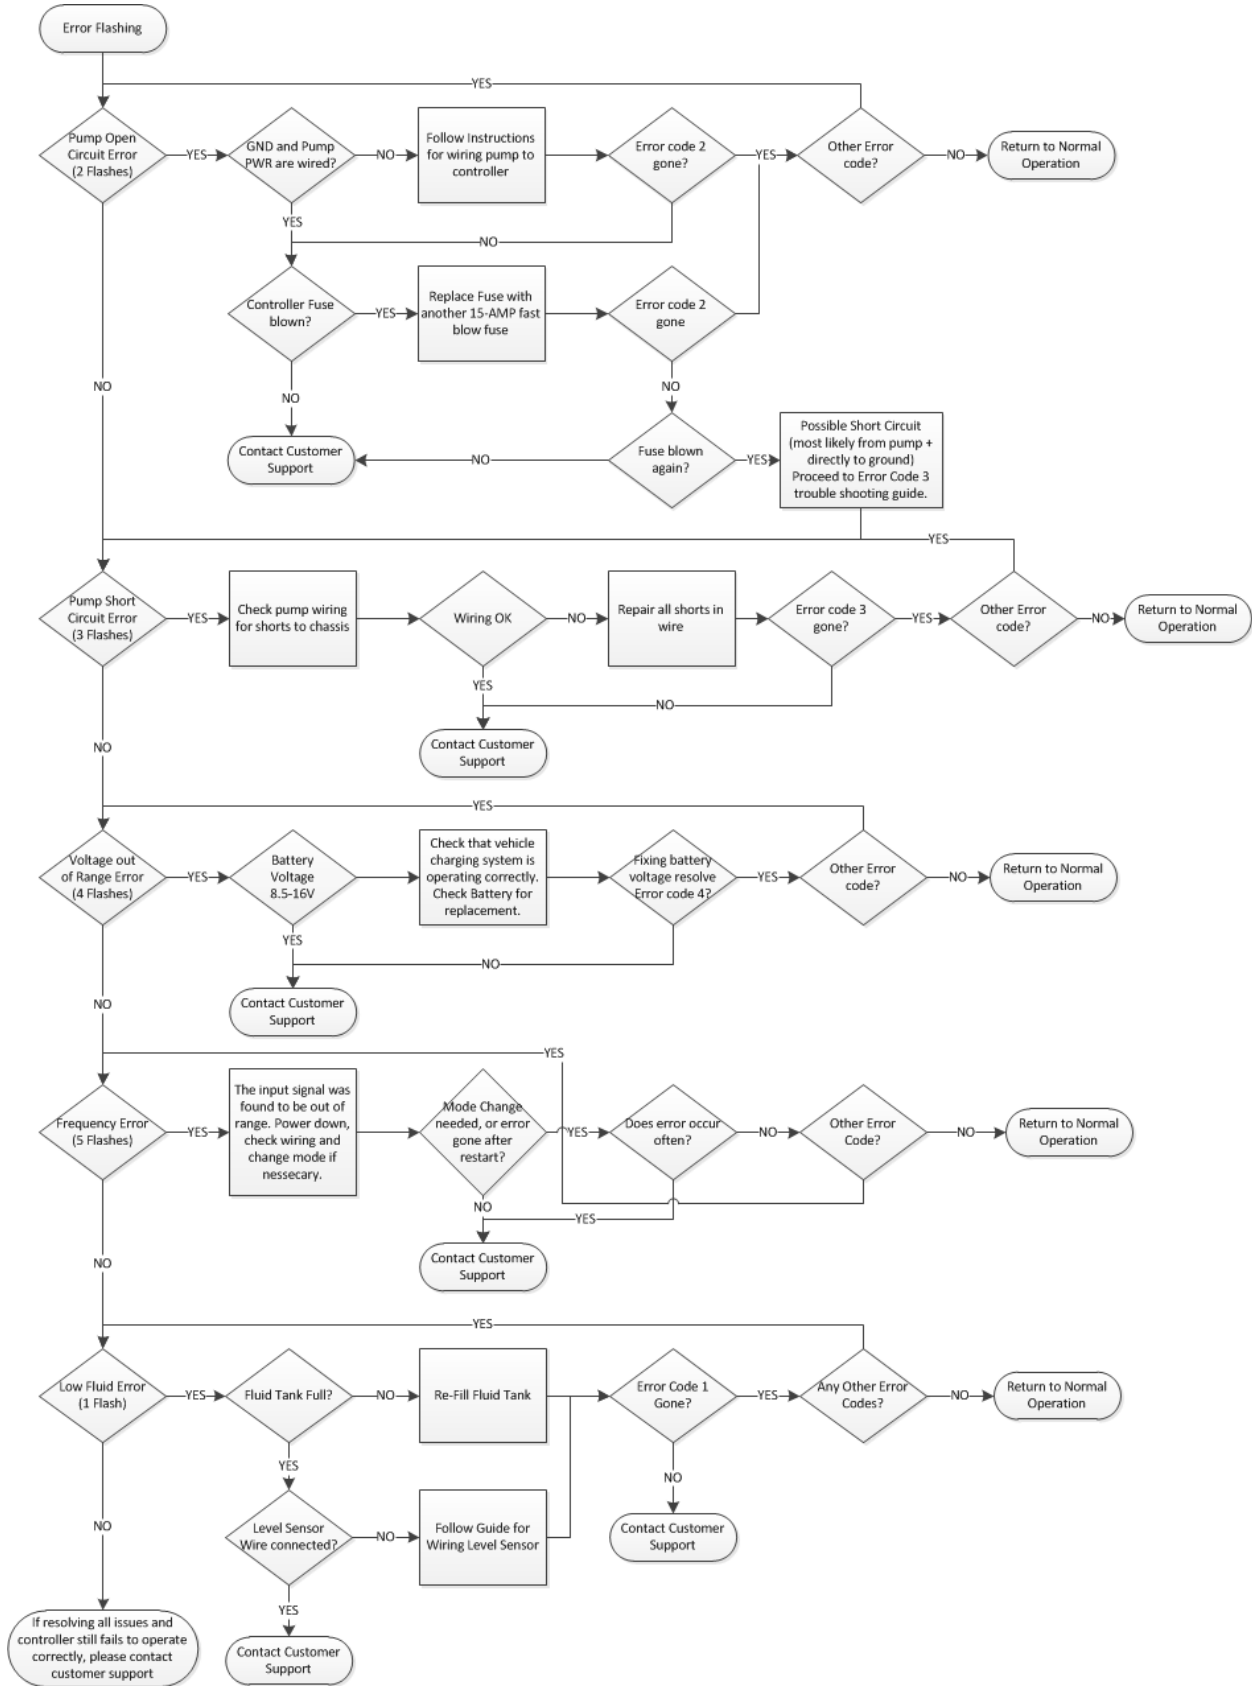 Error Flashing
YES
Pump Open
Circuit Error
(2 Flashes)
YES
GND and Pump
PWR are wired?
NO
Follow Instructions
for wiring pump to
controller
Error code 2
gone?
YES
Other Error
code?
NO
Return to Normal
Operation
YES
NO
Controller Fuse
blown?
YES
Replace Fuse with
another 15-AMP fast
blow fuse
Error code 2
gone
NO
NO
NO
Contact Customer
Support
NO
Fuse blown
again?
YES
Possible Short Circuit
(most likely from pump +
directly to ground)
Proceed to Error Code 3
trouble shooting guide.
YES
Pump Short
Circuit Error
(3 Flashes)
YES
Check pump wiring
for shorts to chassis
Wiring OK
NO
Repair all shorts in
wire
Error code 3
gone?
YES
Other Error
code?
NO
Return to Normal
Operation
YES
NO
NO
Contact Customer
Support
YES
Voltage out
of Range Error
(4 Flashes)
YES
Battery
Voltage
8.5-16V
Check that vehicle
charging system is
operating correctly.
Check Battery for
replacement.
Fixing battery
voltage resolve
Error code 4?
YES
Other Error
code?
NO
Return to Normal
Operation
YES
NO
NO
Contact Customer
Support
YES
Frequency Error
(5 Flashes)
YES
The input signal was
found to be out of
range. Power down,
check wiring and
change mode if
nessecary.
Mode Change
needed, or error
gone after
restart?
YES
Does error occur
often?
NO
Other Error
Code?
NO
Return to Normal
Operation
NO
YES
NO
Contact Customer
Support
YES
Low Fluid Error
(1 Flash)
YES
Fluid Tank Full?
NO
Re-Fill Fluid Tank
Error Code 1
Gone?
YES
Any Other Error
Codes?
NO
Return to Normal
Operation
YES
NO
NO
Level Sensor
Wire connected?
NO
Follow Guide for
Wiring Level Sensor
Contact Customer
Support
YES
If resolving all issues and
controller still fails to operate
correctly, please contact
customer support
Contact Customer
Support